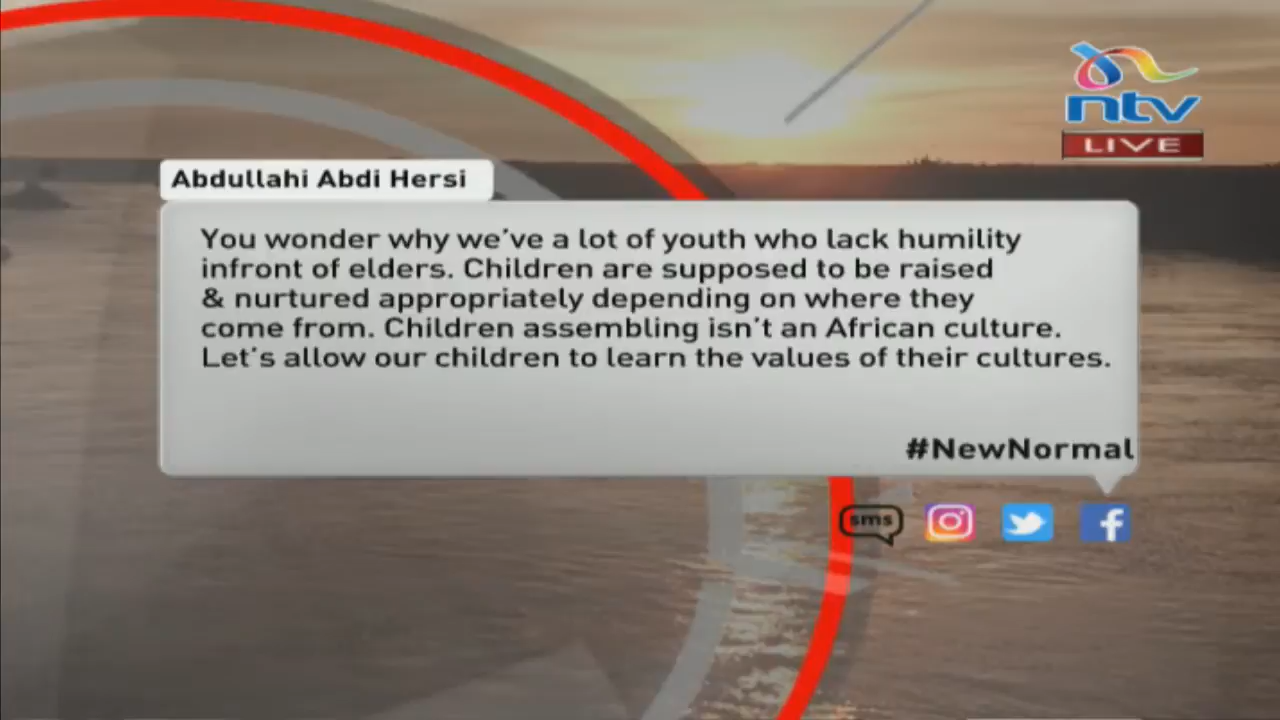 ntv
LIVE
Abdullahi Abdi Hersi
You wonder why we've a lot of youth who lack humility
infront of elders. Children are supposed to be raised
& nurtured appropriately depending on where they
come from. Children assembling isn't an African culture.
Let's allow our children to learn the values of their cultures.
#NewNormal
sms